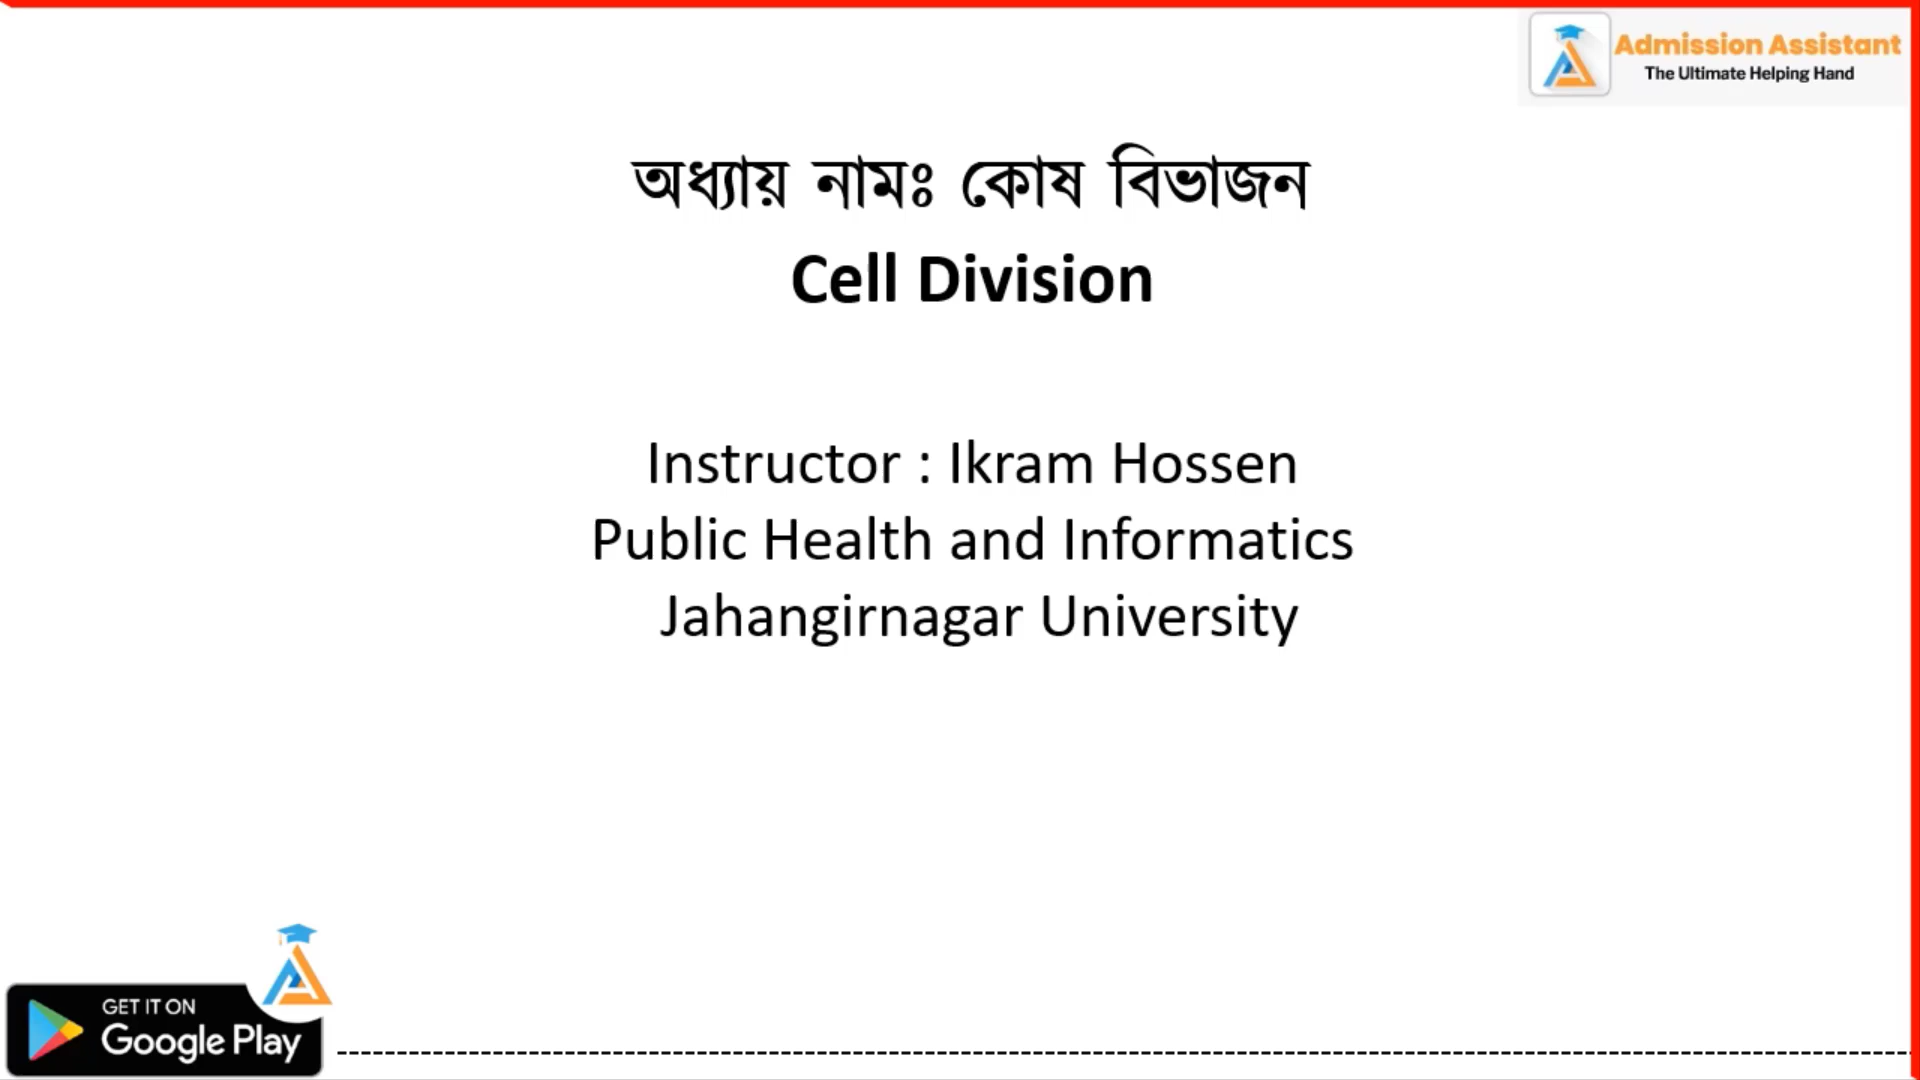 Admission Assistant
The Ultimate Helping Hand
অধ্যায় নামঃ কোষ বিভাজন
Cell Division
Instructor : Ikram Hossen
Public Health and Informatics
Jahangirnagar University
GET IT ON
Google Play